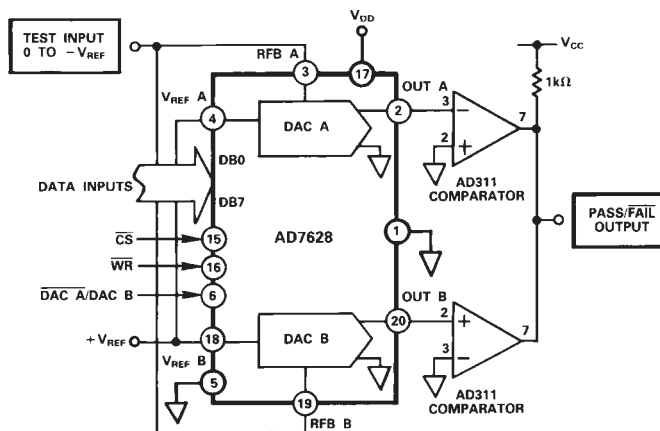 TEST INPUT
0 TO – VREF
VDD
RFB A
3
17
VREF A
4
DAC A
OUT A
2
3
–
2
+
7
AD311
COMPARATOR
VCC
1kΩ
DATA INPUTS
DB0
DB7
AD7628
1
PASS/FAIL
OUTPUT
CS
15
WR
16
DAC A/DAC B
6
+ VREF
18
VREF B
5
DAC B
OUT B
20
2
+
3
–
7
AD311
COMPARATOR
19
RFB B